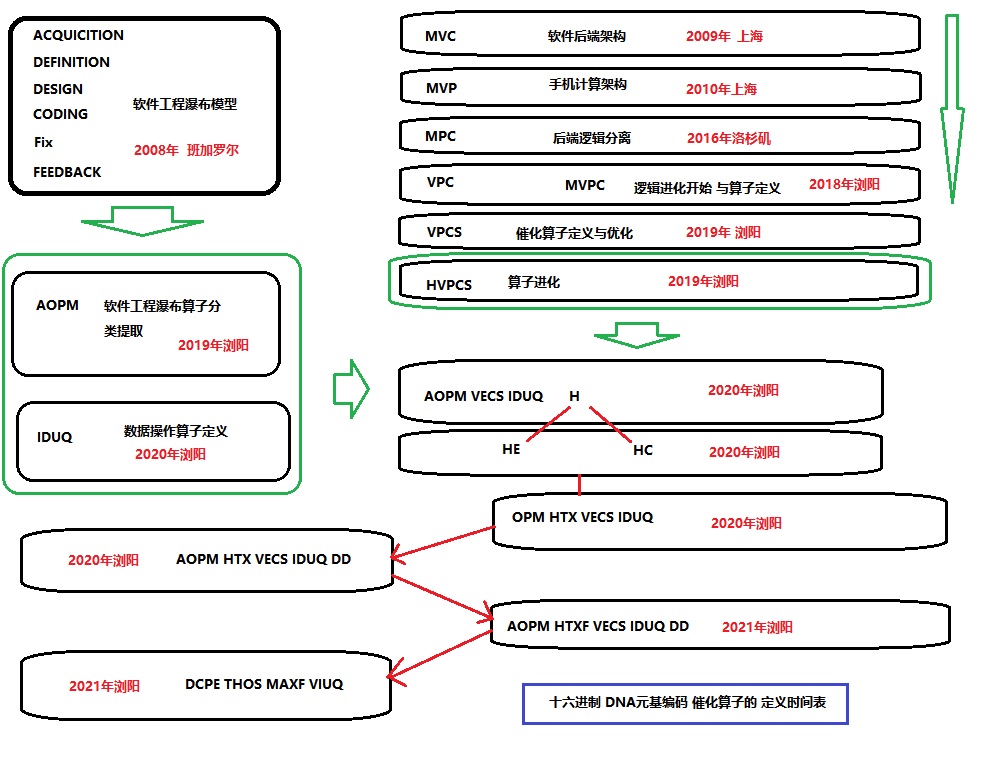 ACQUICITION
DEFINITION
DESIGN
CODING
软件工程瀑布模型
Fix
2008年 班加罗尔
FEEDBACK
MVC 软件后端架构 2009年 上海
MVP 手机计算架构 2010年上海
MPC 后端逻辑分离 2016年洛杉矶
VPC MVPC 逻辑进化开始 与算子定义 2018年浏阳
VPCS 催化算子定义与优化 2019年 浏阳
HVPCS 算子进化 2019年浏阳
AOPM 软件工程瀑布算子分
类提取
2019年浏阳
IDUQ 数据操作算子定义
2020年浏阳
AOPM VECS IDUQ H 2020年浏阳
HE HC 2020年浏阳
OPM HTX VECS IDUQ 2020年浏阳
2020年浏阳 AOPM HTX VECS IDUQ DD
AOPM HTXF VECS IDUQ DD 2021年浏阳
2021年浏阳 DCPE THOS MAXF VIUQ
十六进制 DNA元基编码 催化算子的 定义时间表